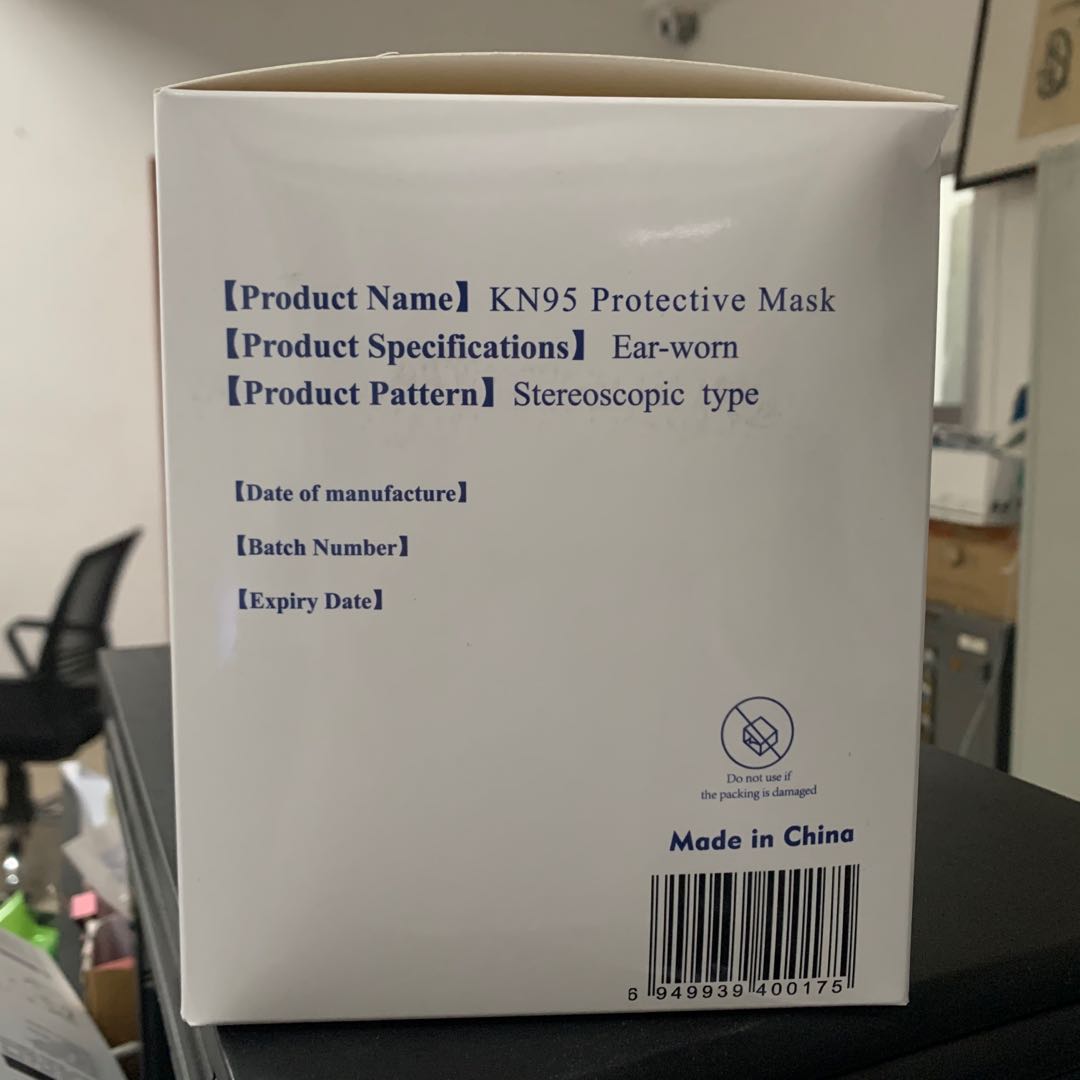 【Product Name】 KN95 Protective Mask
【Product Specifications】 Ear-worn
【Product Pattern】 Stereoscopic type
【Date of manufacture】
【Batch Number】
【Expiry Date】
Do not use if
the packing is damaged
Made in China
6 949939 400175